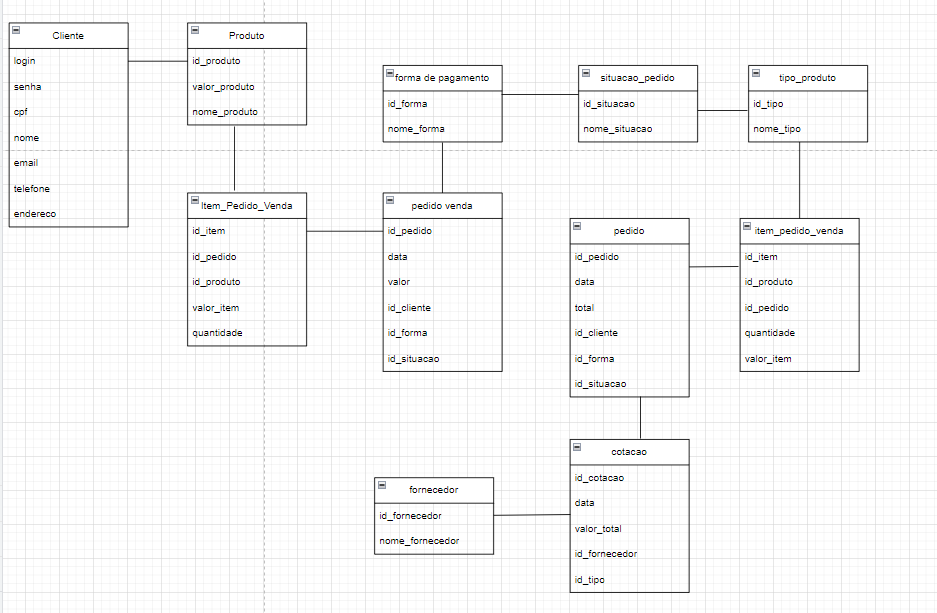 Cliente
login
senha
cpf
nome
email
telefone
endereco
Produto
id_produto
valor_produto
nome_produto
forma de pagamento
id_forma
nome_forma
situacao_pedido
id_situacao
nome_situacao
tipo_produto
id_tipo
nome_tipo
Item_Pedido_Venda
id_item
id_pedido
id_produto
valor_item
quantidade
pedido venda
id_pedido
data
valor
id_cliente
id_forma
id_situacao
pedido
id_pedido
data
total
id_cliente
id_forma
id_situacao
item_pedido_venda
id_item
id_produto
id_pedido
quantidade
valor_item
cotacao
id_cotacao
data
valor_total
id_fornecedor
id_tipo
fornecedor
id_fornecedor
nome_fornecedor